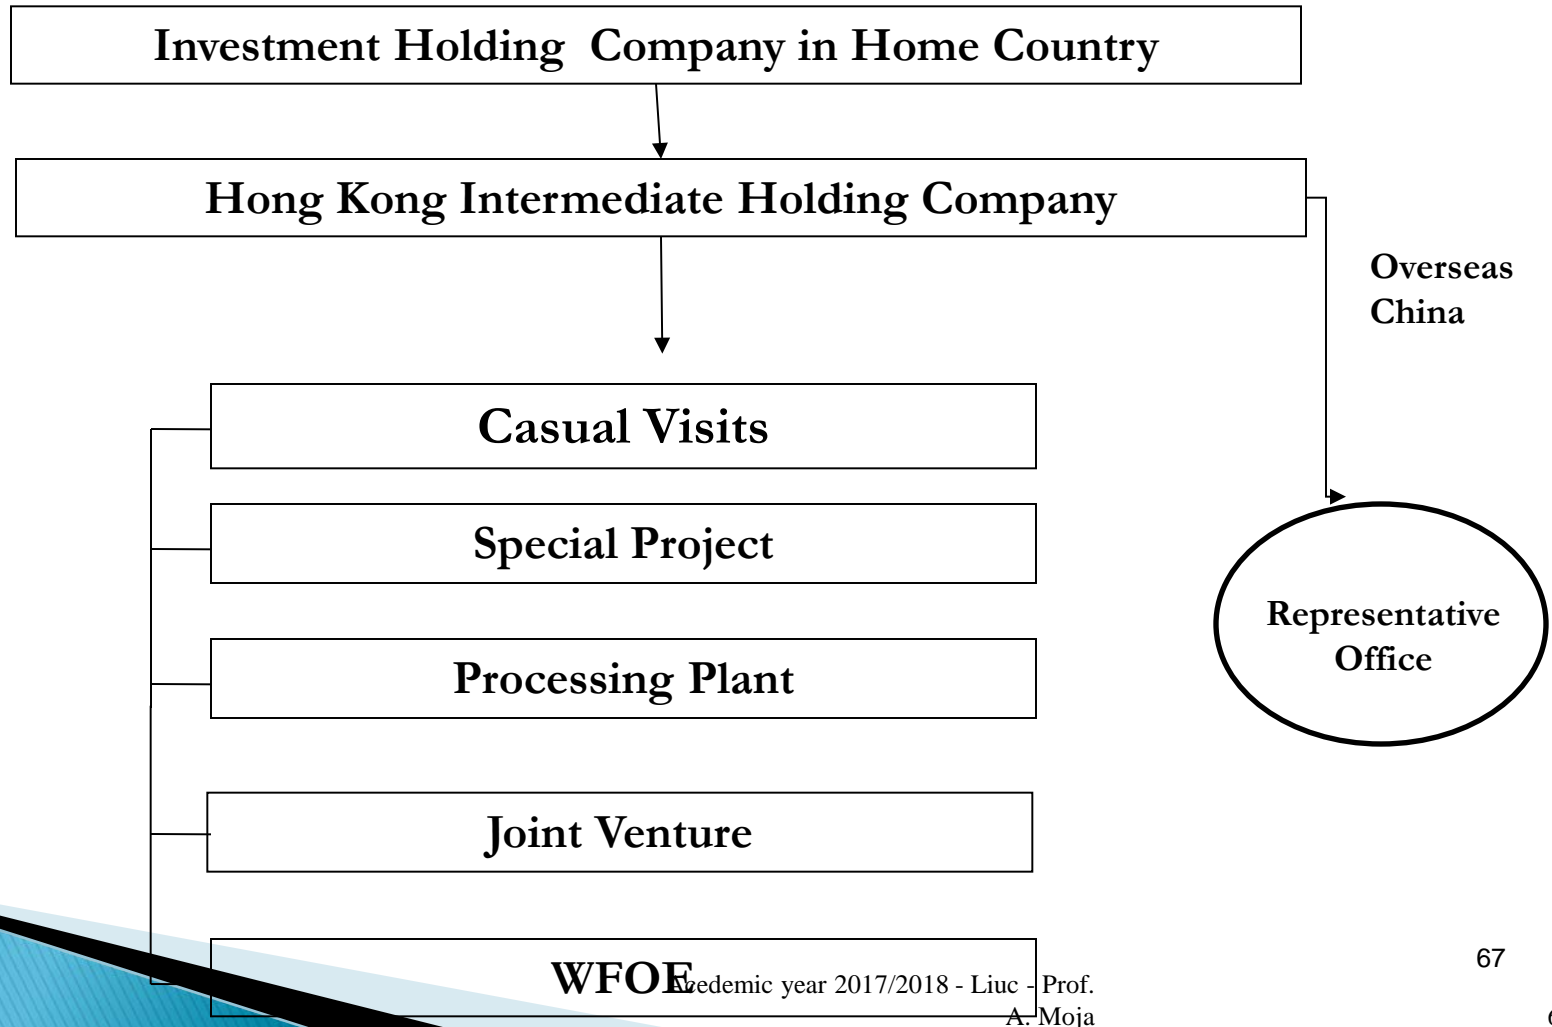 Investment Holding Company in Home Country
Hong Kong Intermediate Holding Company
Overseas
China
Casual Visits
Special Project
Processing Plant
Representative
Office
Joint Venture
WFOE
Acedemic year 2017/2018 - Liuc - Prof.
A. Moja
67